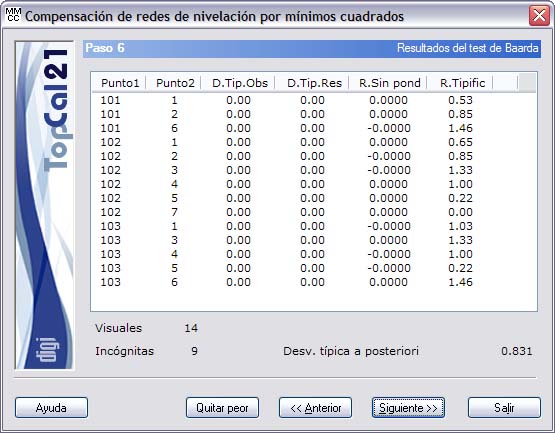 MM
CC
Compensación de redes de nivelación por mínimos cuadrados
Paso 6 Resultados del test de Baarda
TopCal 21
digi
Punto1 Punto2 D.Tip.Obs D.Tip.Res R.Sin pond R.Tipific
101 1 0.00 0.00 0.0000 0.53
101 2 0.00 0.00 0.0000 0.85
101 6 0.00 0.00 -0.0000 1.46
102 1 0.00 0.00 0.0000 0.65
102 2 0.00 0.00 -0.0000 0.85
102 3 0.00 0.00 -0.0000 1.33
102 4 0.00 0.00 0.0000 1.00
102 5 0.00 0.00 0.0000 0.22
102 7 0.00 0.00 0.0000 0.00
103 1 0.00 0.00 -0.0000 1.03
103 3 0.00 0.00 0.0000 1.33
103 4 0.00 0.00 -0.0000 1.00
103 5 0.00 0.00 -0.0000 0.22
103 6 0.00 0.00 0.0000 1.46
Visuales 14
Incógnitas 9 Desv. típica a posteriori 0.831
Ayuda Quitar peor << Anterior Siguiente >> Salir